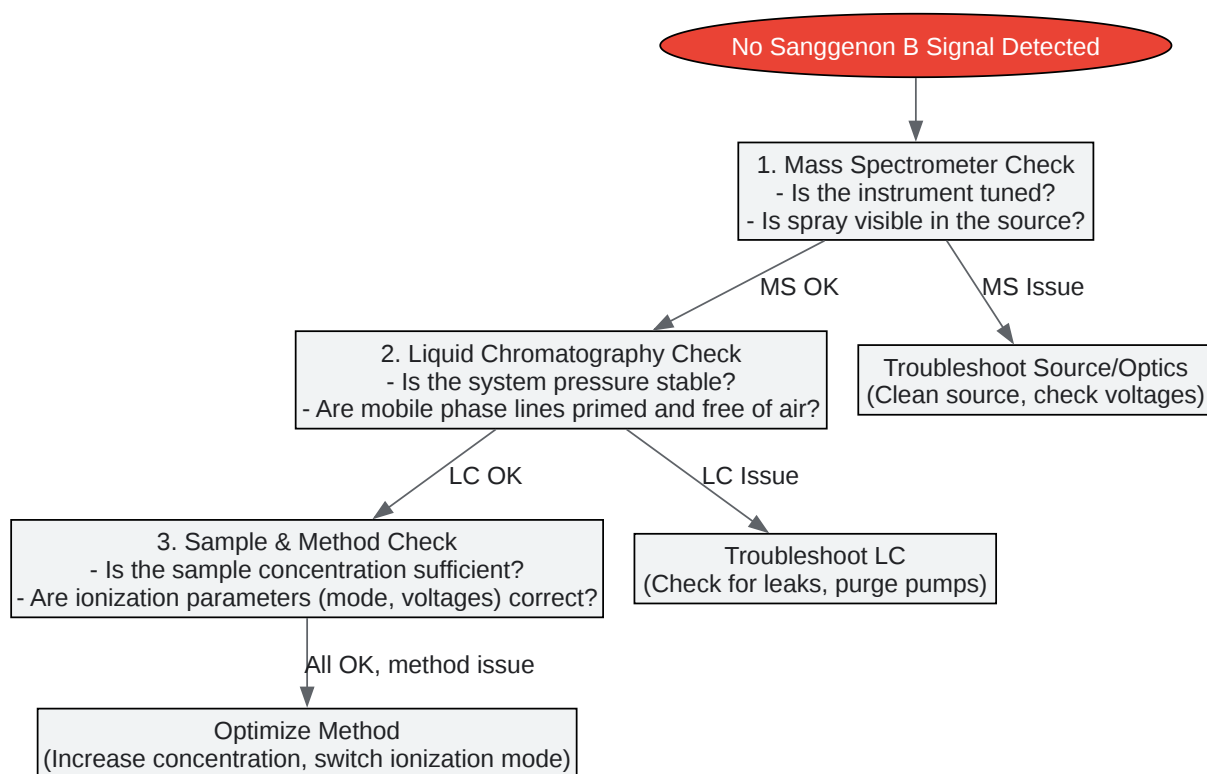 No Sanggenon B Signal Detected
1. Mass Spectrometer Check
- Is the instrument tuned?
- Is spray visible in the source?
MS OK
MS Issue
2. Liquid Chromatography Check
- Is the system pressure stable?
- Are mobile phase lines primed and free of air?
Troubleshoot Source/Optics
(Clean source, check voltages)
LC OK
LC Issue
3. Sample & Method Check
- Is the sample concentration sufficient?
- Are ionization parameters (mode, voltages) correct?
Troubleshoot LC
(Check for leaks, purge pumps)
All OK, method issue
Optimize Method
(Increase concentration, switch ionization mode)